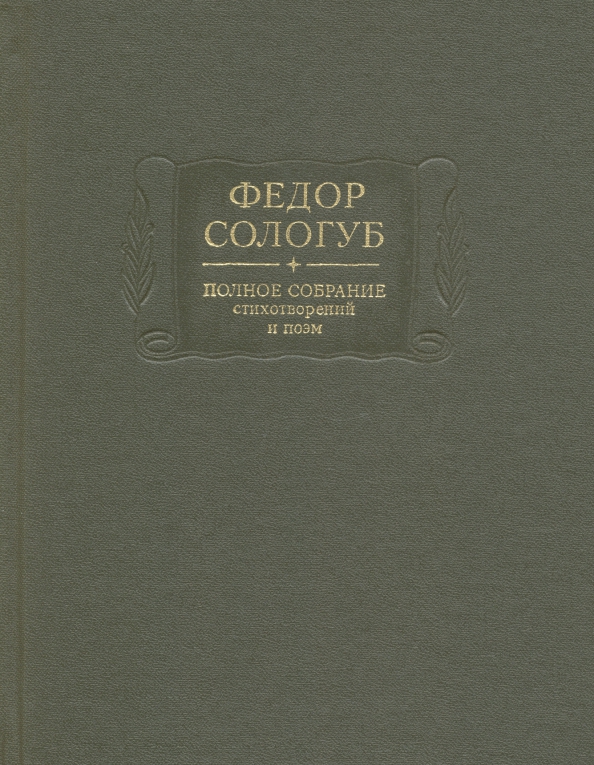 ФЕДОР
СОЛОГУБ
ПОЛНОЕ СОБРАНИЕ
стихотворений
и поэм